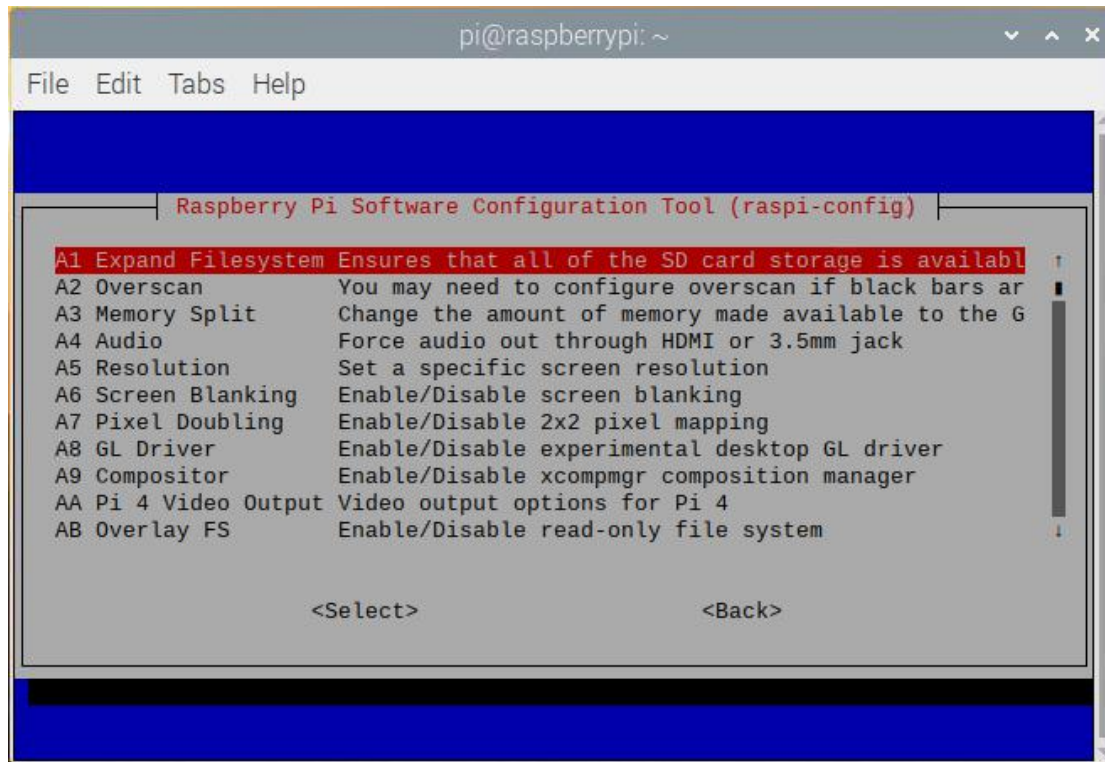 pi@raspberrypi: ~
File Edit Tabs Help
Raspberry Pi Software Configuration Tool (raspi-config)
A1 Expand Filesystem Ensures that all of the SD card storage is availabl
A2 Overscan You may need to configure overscan if black bars ar
A3 Memory Split Change the amount of memory made available to the G
A4 Audio Force audio out through HDMI or 3.5mm jack
A5 Resolution Set a specific screen resolution
A6 Screen Blanking Enable/Disable screen blanking
A7 Pixel Doubling Enable/Disable 2x2 pixel mapping
A8 GL Driver Enable/Disable experimental desktop GL driver
A9 Compositor Enable/Disable xcompmgr composition manager
AA Pi 4 Video Output Video output options for Pi 4
AB Overlay FS Enable/Disable read-only file system
<Select> <Back>